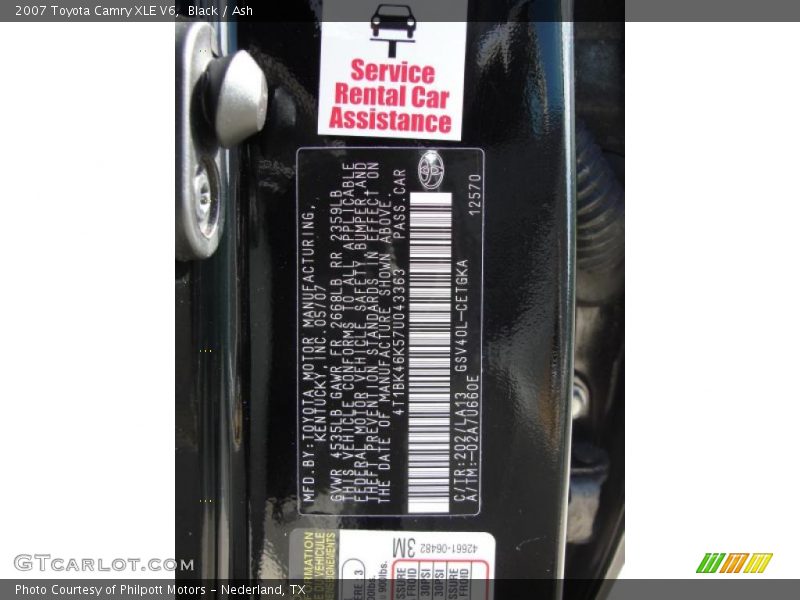 2007 Toyota Camry XLE V6, Black / Ash
Service
Rental Car
Assistance
MFD.BY:TOYOTA MOTOR MANUFACTURING,
KENTUCKY, INC. 05/07
GVWR 4535LB GAWR FR 2668LB RR 2359LB
THIS VEHICLE CONFORMS TO ALL APPLICABLE
FEDERAL MOTOR VEHICLE SAFETY BUMPER AND
THEFT PREVENTION STANDARDS IN EFFECT ON
THE DATE OF MANUFACTURE SHOWN ABOVE.
4T1BK46K57U043363 PASS.CAR
C/TR:202/LA13 GSV40L-CETGKA 12570
A/TM:-02A/U660E
42661-06482
3M
GTCarLot.com
Photo Courtesy of Philpott Motors - Nederland, TX